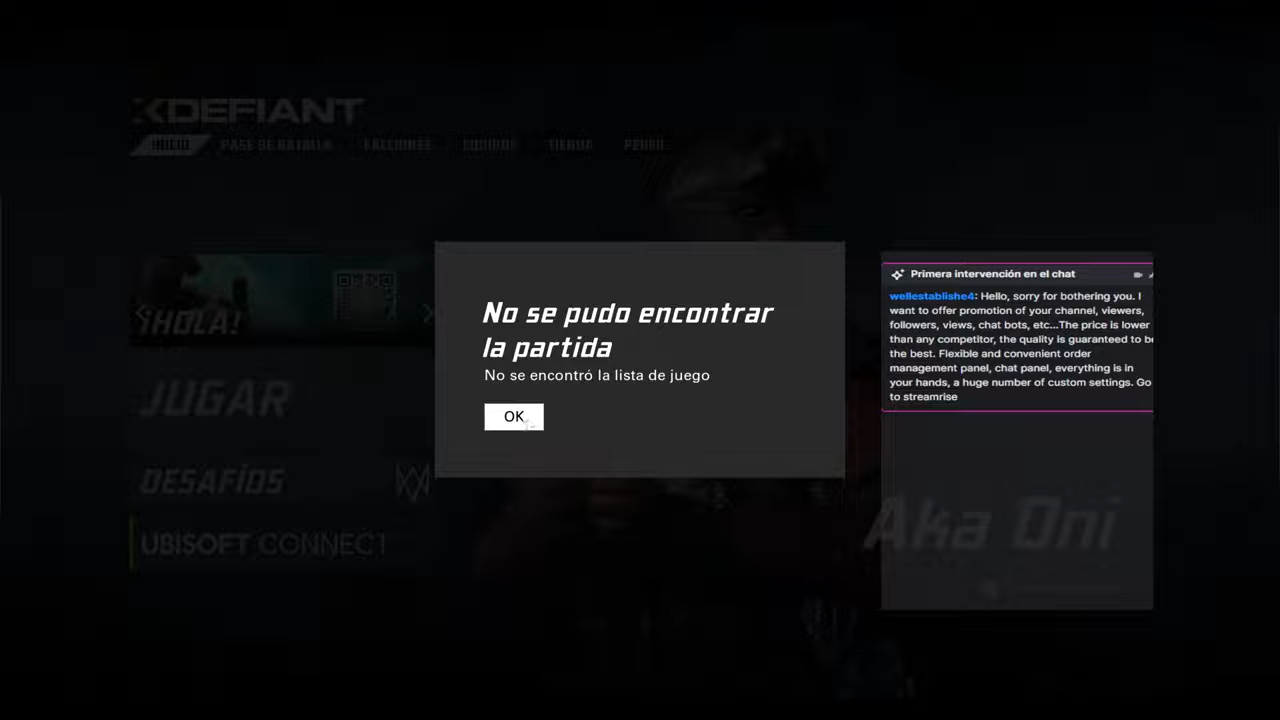 XDEFIANT
INICIO PASE DE BATALLA FACCIONES EQUIPOS TIENDA PERFIL
¡HOLA!
JUGAR
DESAFÍOS
UBISOFT CONNECT
No se pudo encontrar
la partida
No se encontró la lista de juego
OK
Primera intervención en el chat
wellestablishe4: Hello, sorry for bothering you. I
want to offer promotion of your channel, viewers,
followers, views, chat bots, etc...The price is lower
than any competitor, the quality is guaranteed to be
the best. Flexible and convenient order
management panel, chat panel, everything is in
your hands, a huge number of custom settings. Go
to streamrise
Aka Oni